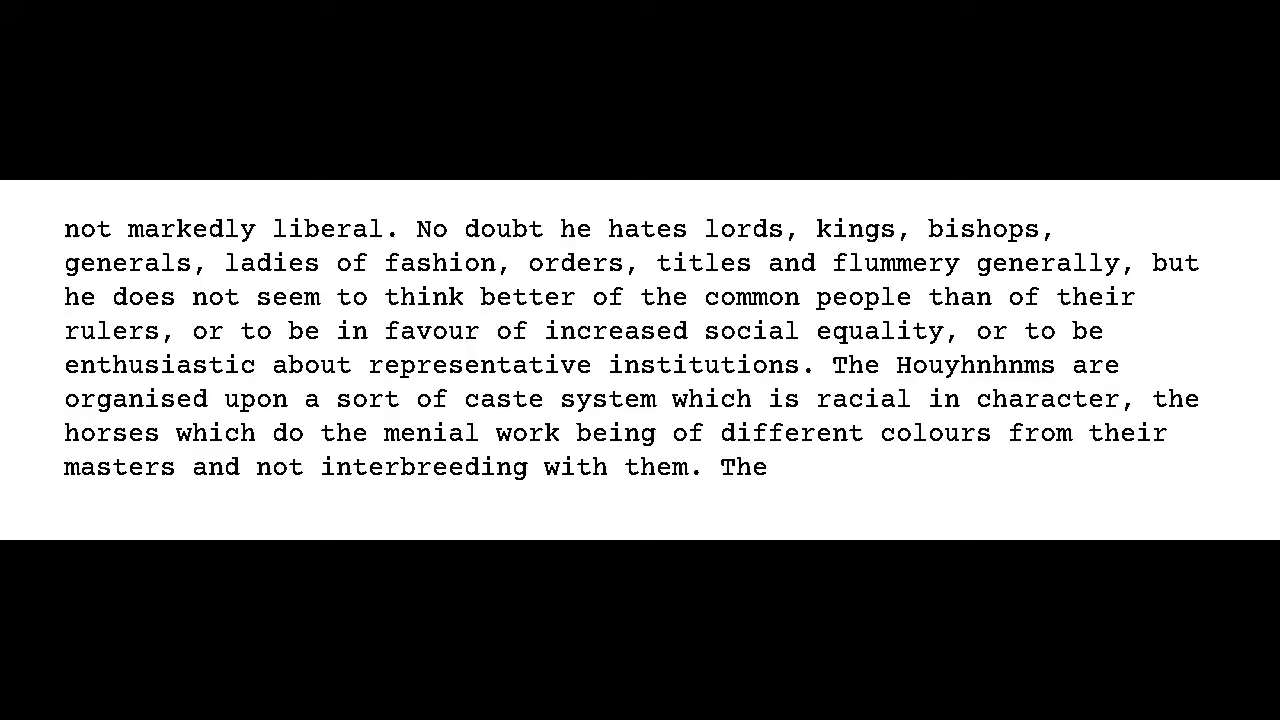 not markedly liberal. No doubt he hates lords, kings, bishops,
generals, ladies of fashion, orders, titles and flummery generally, but
he does not seem to think better of the common people than of their
rulers, or to be in favour of increased social equality, or to be
enthusiastic about representative institutions. The Houyhnhnms are
organised upon a sort of caste system which is racial in character, the
horses which do the menial work being of different colours from their
masters and not interbreeding with them. The